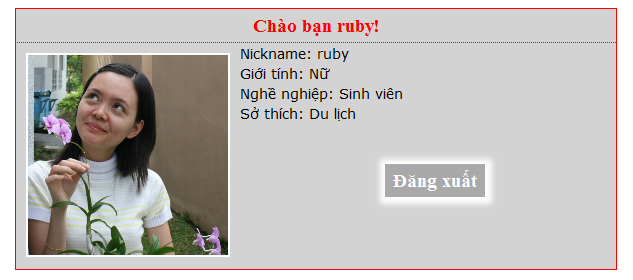 Chào bạn ruby!
Nickname: ruby
Giới tính: Nữ
Nghề nghiệp: Sinh viên
Sở thích: Du lịch
Đăng xuất